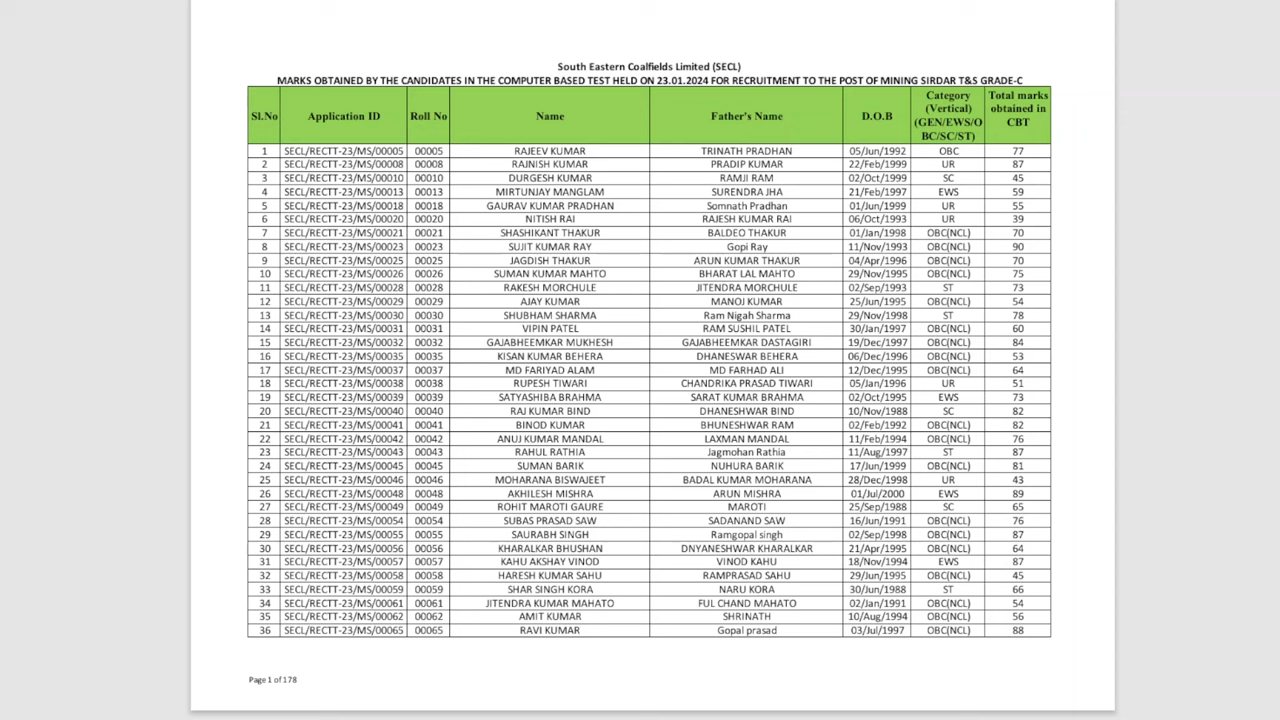 South Eastern Coalfields Limited (SECL)
MARKS OBTAINED BY THE CANDIDATES IN THE COMPUTER BASED TEST HELD ON 23.01.2024 FOR RECRUITMENT TO THE POST OF MINING SIRDAR T&S GRADE-C
Sl.No Application ID Roll No Name Father's Name D.O.B Category (Vertical) (GEN/EWS/O BC/SC/ST) Total marks obtained in CBT
1 SECL/RECTT-23/MS/00005 00005 RAJEEV KUMAR TRINATH PRADHAN 05/Jun/1992 OBC 77
2 SECL/RECTT-23/MS/00008 00008 RAJNISH KUMAR PRADIP KUMAR 22/Feb/1999 UR 87
3 SECL/RECTT-23/MS/00010 00010 DURGESH KUMAR RAMJI RAM 02/Oct/1999 SC 45
4 SECL/RECTT-23/MS/00013 00013 MIRTUNJAY MANGLAM SURENDRA JHA 21/Feb/1997 EWS 59
5 SECL/RECTT-23/MS/00018 00018 GAURAV KUMAR PRADHAN Somnath Pradhan 01/Jun/1999 UR 55
6 SECL/RECTT-23/MS/00020 00020 NITISH RAI RAJESH KUMAR RAI 06/Oct/1993 UR 39
7 SECL/RECTT-23/MS/00021 00021 SHASHIKANT THAKUR BALDEO THAKUR 01/Jan/1998 OBC(NCL) 70
8 SECL/RECTT-23/MS/00023 00023 SUJIT KUMAR RAY Gopi Ray 11/Nov/1993 OBC(NCL) 90
9 SECL/RECTT-23/MS/00025 00025 JAGDISH THAKUR ARUN KUMAR THAKUR 04/Apr/1996 OBC(NCL) 70
10 SECL/RECTT-23/MS/00026 00026 SUMAN KUMAR MAHTO BHARAT LAL MAHTO 29/Nov/1995 OBC(NCL) 75
11 SECL/RECTT-23/MS/00028 00028 RAKESH MORCHULE JITENDRA MORCHULE 02/Sep/1993 ST 73
12 SECL/RECTT-23/MS/00029 00029 AJAY KUMAR MANOJ KUMAR 25/Jun/1995 OBC(NCL) 54
13 SECL/RECTT-23/MS/00030 00030 SHUBHAM SHARMA Ram Nigah Sharma 29/Nov/1998 ST 78
14 SECL/RECTT-23/MS/00031 00031 VIPIN PATEL RAM SUSHIL PATEL 30/Jan/1997 OBC(NCL) 60
15 SECL/RECTT-23/MS/00032 00032 GAJABHEEMKAR MUKHESH GAJABHEEMKAR DASTAGIRI 19/Dec/1997 OBC(NCL) 84
16 SECL/RECTT-23/MS/00035 00035 KISAN KUMAR BEHERA DHANESWAR BEHERA 06/Dec/1996 OBC(NCL) 53
17 SECL/RECTT-23/MS/00037 00037 MD FARIYAD ALAM MD FARHAD ALI 12/Dec/1995 OBC(NCL) 64
18 SECL/RECTT-23/MS/00038 00038 RUPESH TIWARI CHANDRIKA PRASAD TIWARI 05/Jan/1996 UR 51
19 SECL/RECTT-23/MS/00039 00039 SATYASHIBA BRAHMA SARAT KUMAR BRAHMA 02/Oct/1995 EWS 73
20 SECL/RECTT-23/MS/00040 00040 RAJ KUMAR BIND DHANESHWAR BIND 10/Nov/1988 SC 82
21 SECL/RECTT-23/MS/00041 00041 BINOD KUMAR BHUNESHWER RAM 02/Feb/1992 OBC(NCL) 82
22 SECL/RECTT-23/MS/00042 00042 ANUJ KUMAR MANDAL LAXMAN MANDAL 11/Feb/1994 OBC(NCL) 76
23 SECL/RECTT-23/MS/00043 00043 RAHUL RATHIA Jagmohan Rathia 11/Aug/1997 ST 87
24 SECL/RECTT-23/MS/00045 00045 SUMAN BARIK NUHURA BARIK 17/Jun/1999 OBC(NCL) 81
25 SECL/RECTT-23/MS/00046 00046 MOHARANA BISWAJEET BADAL KUMAR MOHARANA 28/Dec/1998 UR 43
26 SECL/RECTT-23/MS/00048 00048 AKHILESH MISHRA ARUN MISHRA 01/Jul/2000 EWS 89
27 SECL/RECTT-23/MS/00049 00049 ROHIT MAROTI GAURE MAROTI 25/Sep/1988 SC 65
28 SECL/RECTT-23/MS/00054 00054 SUBAS PRASAD SAW SADANAND SAW 16/Jun/1991 OBC(NCL) 76
29 SECL/RECTT-23/MS/00055 00055 SAURABH SINGH Ramgopal singh 02/Sep/1998 OBC(NCL) 87
30 SECL/RECTT-23/MS/00056 00056 KHARALKAR BHUSHAN DNYANESHWAR KHARALKAR 21/Apr/1995 OBC(NCL) 64
31 SECL/RECTT-23/MS/00057 00057 KAHU AKSHAY VINOD VINOD KAHU 18/Nov/1994 EWS 87
32 SECL/RECTT-23/MS/00058 00058 HARESH KUMAR SAHU RAMPRASAD SAHU 29/Jun/1995 OBC(NCL) 45
33 SECL/RECTT-23/MS/00059 00059 SHAR SINGH KORA NARU KORA 30/Jun/1988 ST 66
34 SECL/RECTT-23/MS/00061 00061 JITENDRA KUMAR MAHATO FUL CHAND MAHATO 02/Jan/1991 OBC(NCL) 54
35 SECL/RECTT-23/MS/00062 00062 AMIT KUMAR SHRINATH 10/Aug/1994 OBC(NCL) 56
36 SECL/RECTT-23/MS/00065 00065 RAVI KUMAR Gopal prasad 03/Jul/1997 OBC(NCL) 88
Page 1 of 178